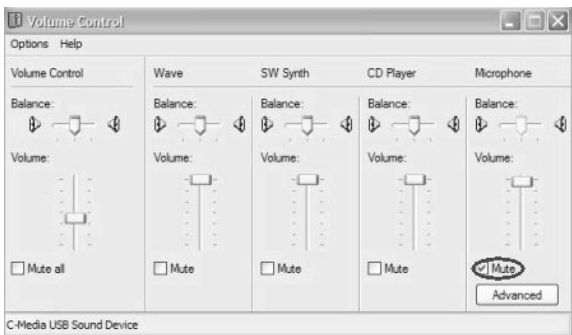 Volume Control
Options Help
Volume Control Wave SW Synth CD Player Microphone
Balance: Balance: Balance: Balance: Balance:
Volume: Volume: Volume: Volume: Volume:
Mute all Mute Mute Mute Mute
Advanced
C-Media USB Sound Device